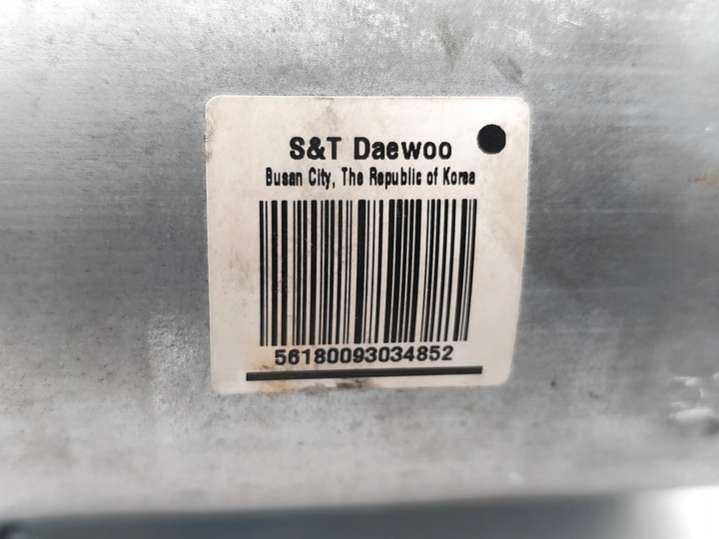 S&T Daewoo
Busan City, The Republic of Korea
56180093034852